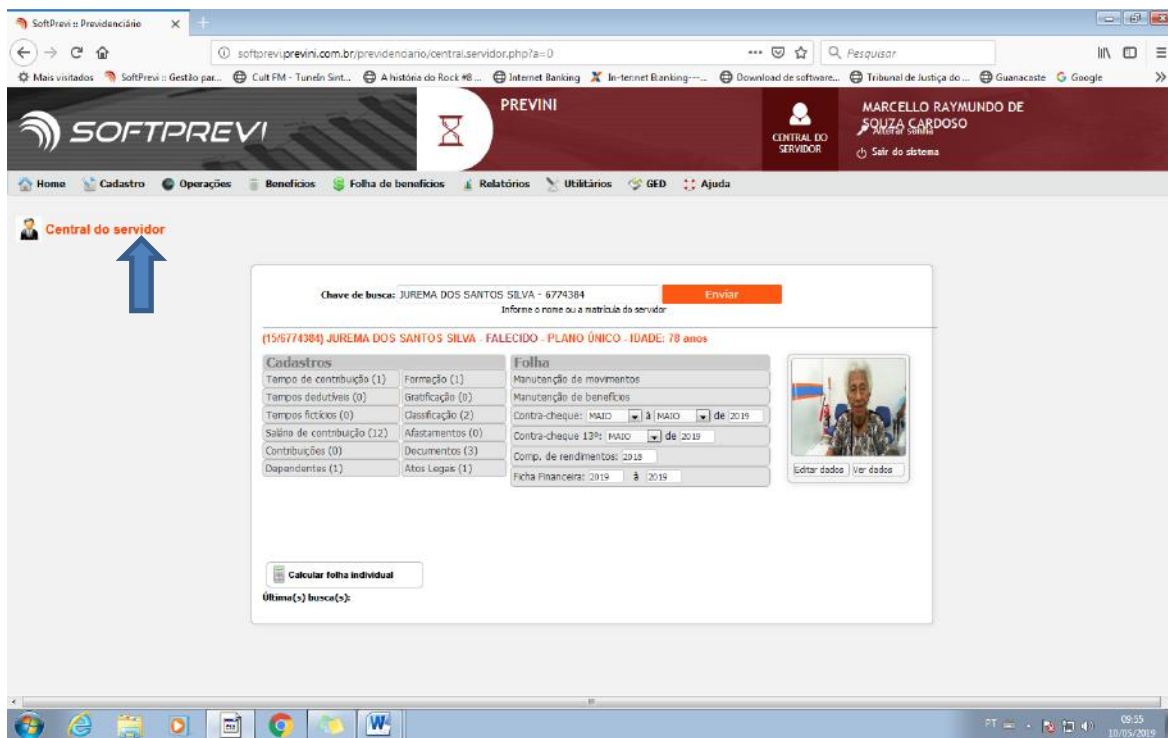 SoftPrevi :: Previdenciário
softprevi.previni.com.br/previdenciario/central.servidor.php?a=0
Pesquisar
Mais visitados SoftPrevi :: Gestão par... Cult FM - TuneIn Sint... A história do Rock #8 ... Internet Banking In-ternet Banking---... Download de software... Tribunal de Justiça do ... Guanacaste Google
SOFTPREVI
PREVINI
CENTRAL DO SERVIDOR
MARCELLO RAYMUNDO DE
SOUZA CARDOSO
Alterar senha
Sair do sistema
Home Cadastro Operações Benefícios Folha de benefícios Relatórios Utilitários GED Ajuda
Central do servidor
Chave de busca: JUREMA DOS SANTOS SILVA - 6774384 Enviar
Informe o nome ou a matrícula do servidor
(15/6774384) JUREMA DOS SANTOS SILVA - FALECIDO - PLANO ÚNICO - IDADE: 78 anos
Cadastros Folha
Tempo de contribuição (1) Formação (1) Manutenção de movimentos
Tempos dedutíveis (0) Gratificação (0) Manutenção de benefícios
Tempos fictícios (0) Classificação (2) Contra-cheque: MAIO à MAIO de 2019
Salário de contribuição (12) Afastamentos (0) Contra-cheque 13º: MAIO de 2019
Contribuições (0) Documentos (3) Comp. de rendimentos: 2018
Dependentes (1) Atos Legais (1) Ficha Financeira: 2019 à 2019
Editar dados Ver dados
Calcular folha individual
Última(s) busca(s):
PT
09:55
10/05/2019